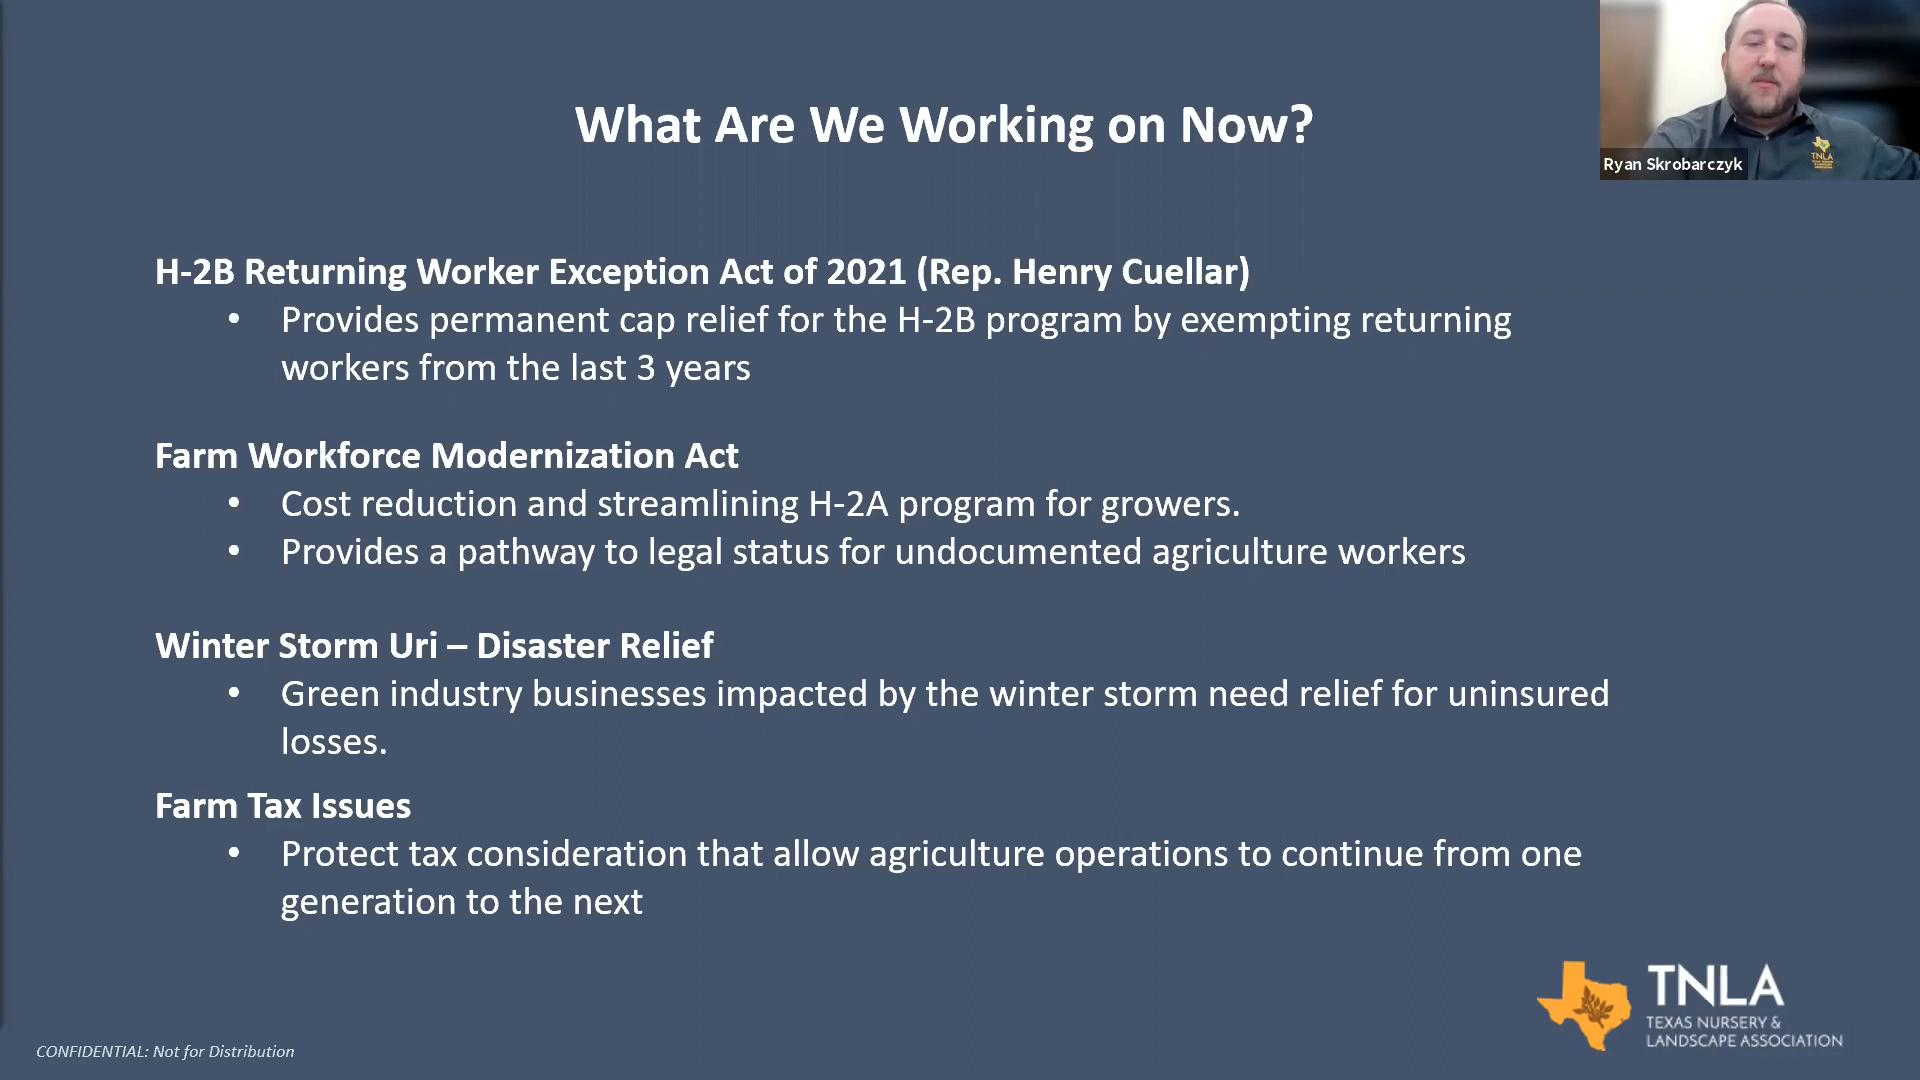 What Are We Working on Now?
Ryan Skrobarczyk
TNLA
H-2B Returning Worker Exception Act of 2021 (Rep. Henry Cuellar)
• Provides permanent cap relief for the H-2B program by exempting returning
workers from the last 3 years
Farm Workforce Modernization Act
• Cost reduction and streamlining H-2A program for growers.
• Provides a pathway to legal status for undocumented agriculture workers
Winter Storm Uri – Disaster Relief
• Green industry businesses impacted by the winter storm need relief for uninsured
losses.
Farm Tax Issues
• Protect tax consideration that allow agriculture operations to continue from one
generation to the next
TNLA
TEXAS NURSERY &
LANDSCAPE ASSOCIATION
CONFIDENTIAL: Not for Distribution